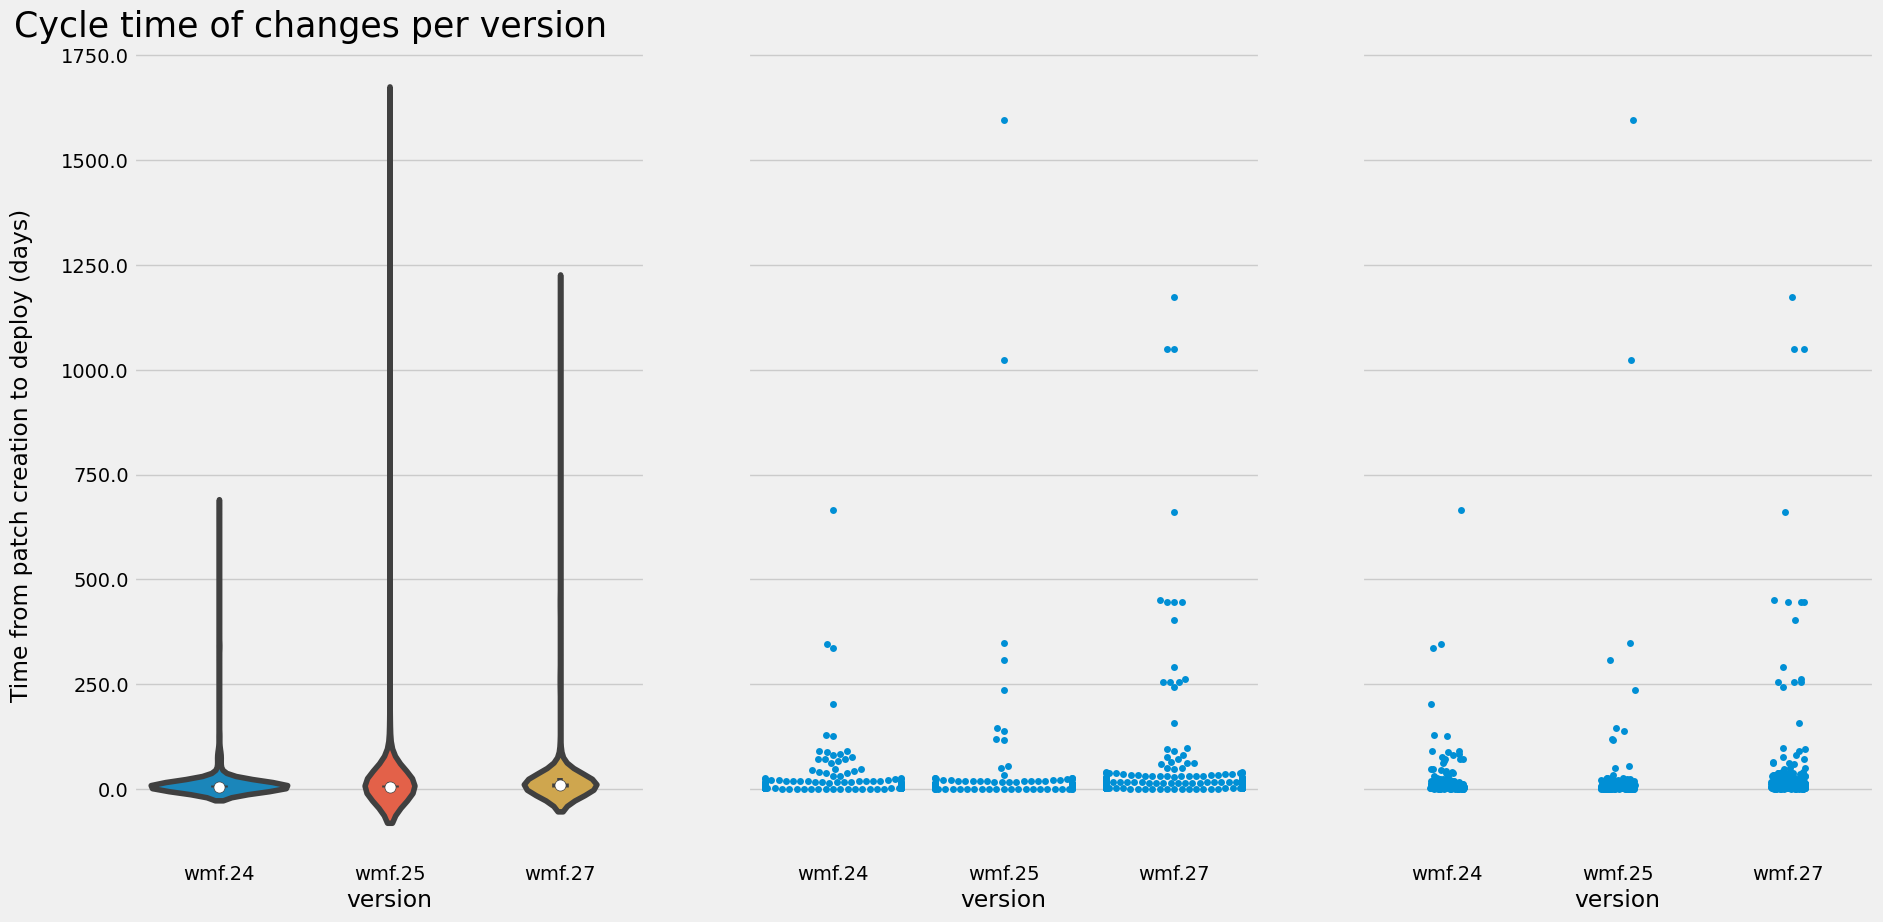 Cycle time of changes per version
Time from patch creation to deploy (days)
1750.0
1500.0
1250.0
1000.0
750.0
500.0
250.0
0.0
wmf.24 wmf.25 wmf.27
version
wmf.24 wmf.25 wmf.27
version
wmf.24 wmf.25 wmf.27
version